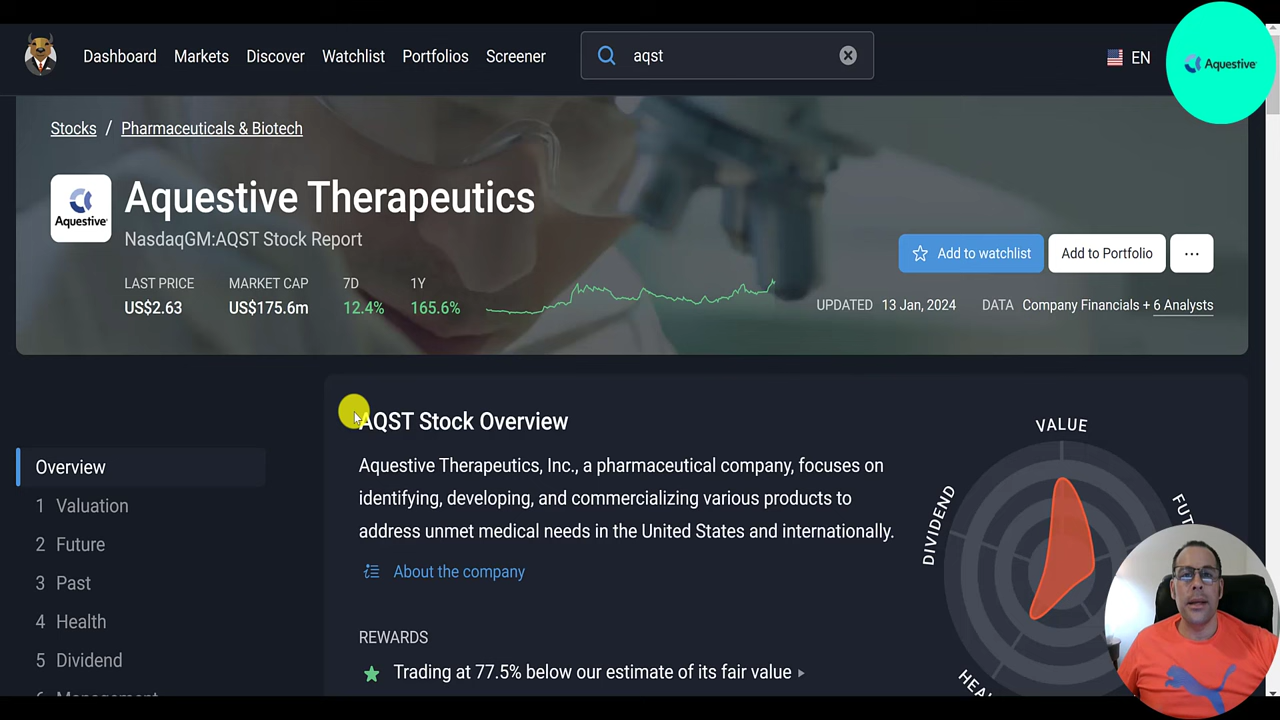 Dashboard Markets Discover Watchlist Portfolios Screener aqst EN
Aquestive
Stocks / Pharmaceuticals & Biotech
Aquestive
Aquestive Therapeutics
NasdaqGM:AQST Stock Report
Add to watchlist Add to Portfolio ...
LAST PRICE MARKET CAP 7D 1Y
US$2.63 US$175.6m 12.4% 165.6%
UPDATED 13 Jan, 2024 DATA Company Financials + 6 Analysts
AQST Stock Overview
Aquestive Therapeutics, Inc., a pharmaceutical company, focuses on
identifying, developing, and commercializing various products to
address unmet medical needs in the United States and internationally.
About the company
REWARDS
Trading at 77.5% below our estimate of its fair value
VALUE
DIVIDEND
Overview
1 Valuation
2 Future
3 Past
4 Health
5 Dividend
6 Management